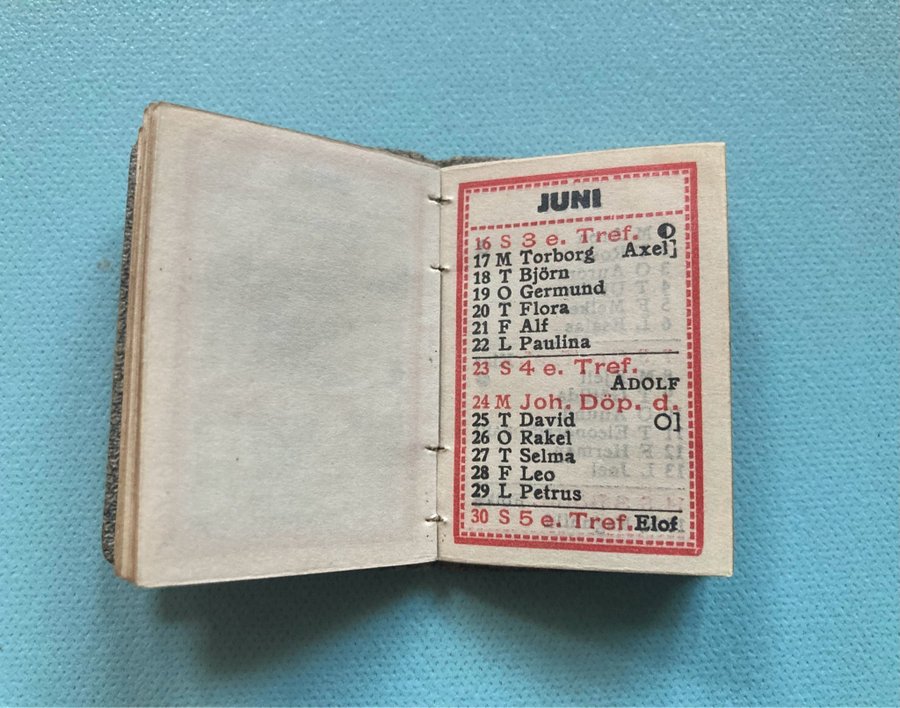 JUNI
16 S 3 e. Tref.
Axel]
17 M Torborg
18 T Björn
19 O Germund
20 T Flora
21 F Alf
22 L Paulina
23 S 4 e. Tref.
ADOLF
24 M Joh. Döp. d.
25 T David O]
26 O Rakel
27 T Selma
28 F Leo
29 L Petrus
30 S 5 e. Tref. Elof